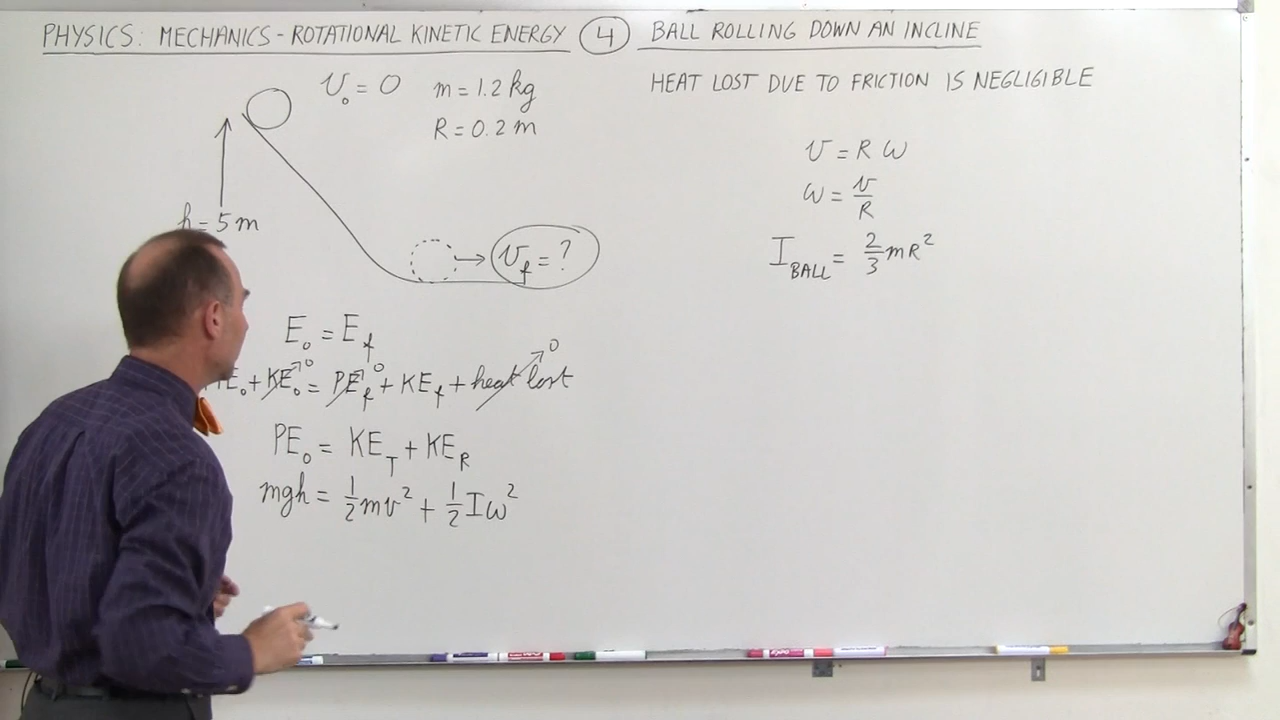 PHYSICS: MECHANICS - ROTATIONAL KINETIC ENERGY ④ BALL ROLLING DOWN AN INCLINE
HEAT LOST DUE TO FRICTION IS NEGLIGIBLE
v₀ = 0
m = 1.2 kg
R = 0.2 m
h = 5 m
v_f = ?
E₀ = E_f
E₀ + KE₀↗0 = PE_f↗0 + KE_f + heat lost↗0
PE₀ = KE_T + KE_R
mgh = 1/2 mv² + 1/2 Iω²
v = R ω
ω = v/R
I_BALL = 2/3 mR²
EXPO